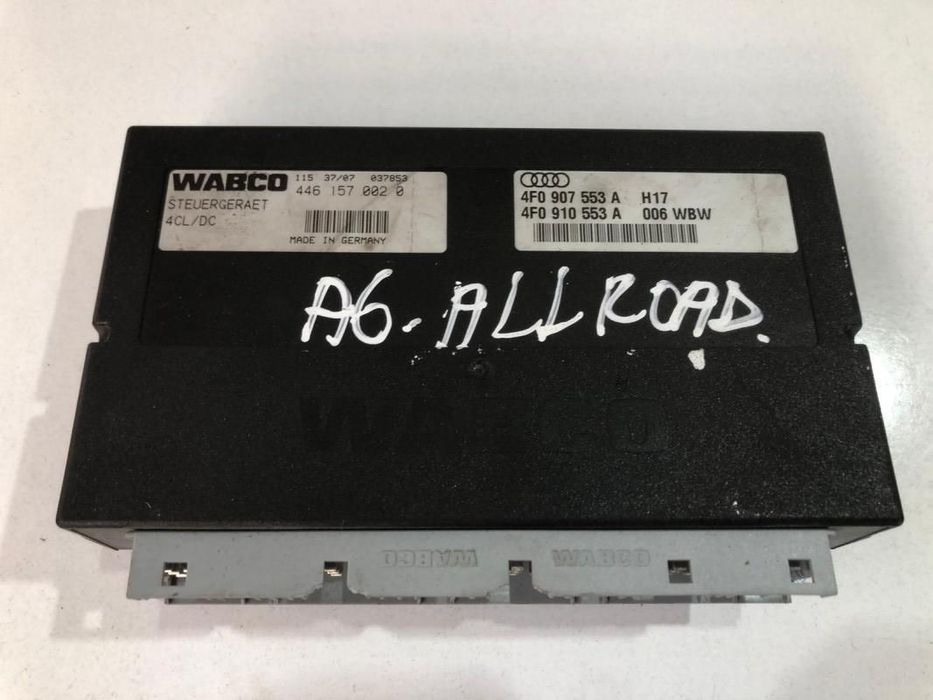 WABCO 115 37/07 037853
446 157 002 0
STEUERGERAET
4CL/DC
MADE IN GERMANY
4F0 907 553 A H17
4F0 910 553 A 006 WBW
A6-ALLROAD.
WABCO
WABCO WABCO